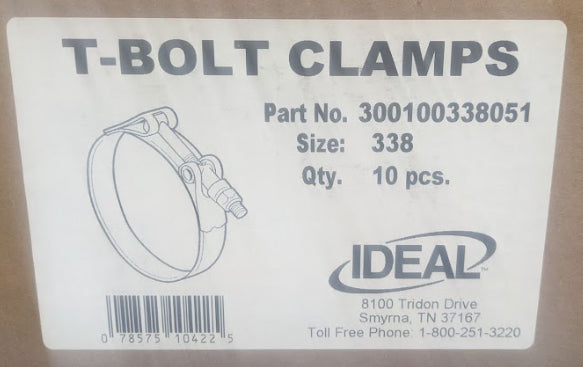 T-BOLT CLAMPS
Part No. 300100338051
Size: 338
Qty. 10 pcs.
IDEAL™
8100 Tridon Drive
Smyrna, TN 37167
Toll Free Phone: 1-800-251-3220
0 78575 10422 5